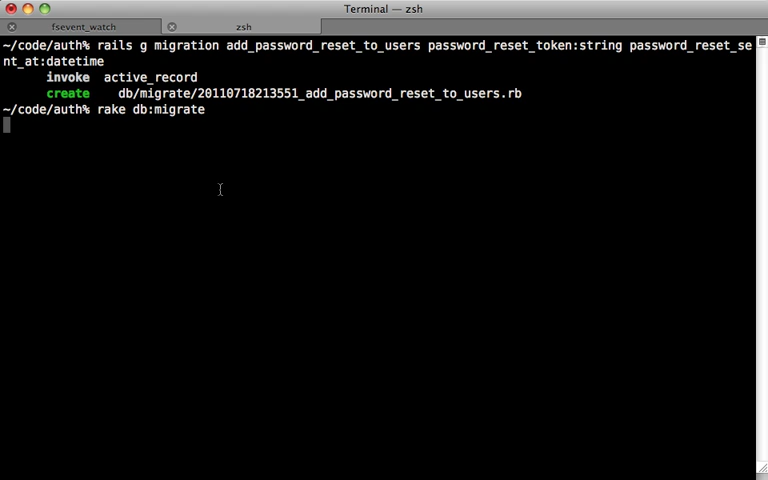 Terminal — zsh
fsevent_watch
zsh
~/code/auth% rails g migration add_password_reset_to_users password_reset_token:string password_reset_se
nt_at:datetime
invoke active_record
create db/migrate/20110718213551_add_password_reset_to_users.rb
~/code/auth% rake db:migrate